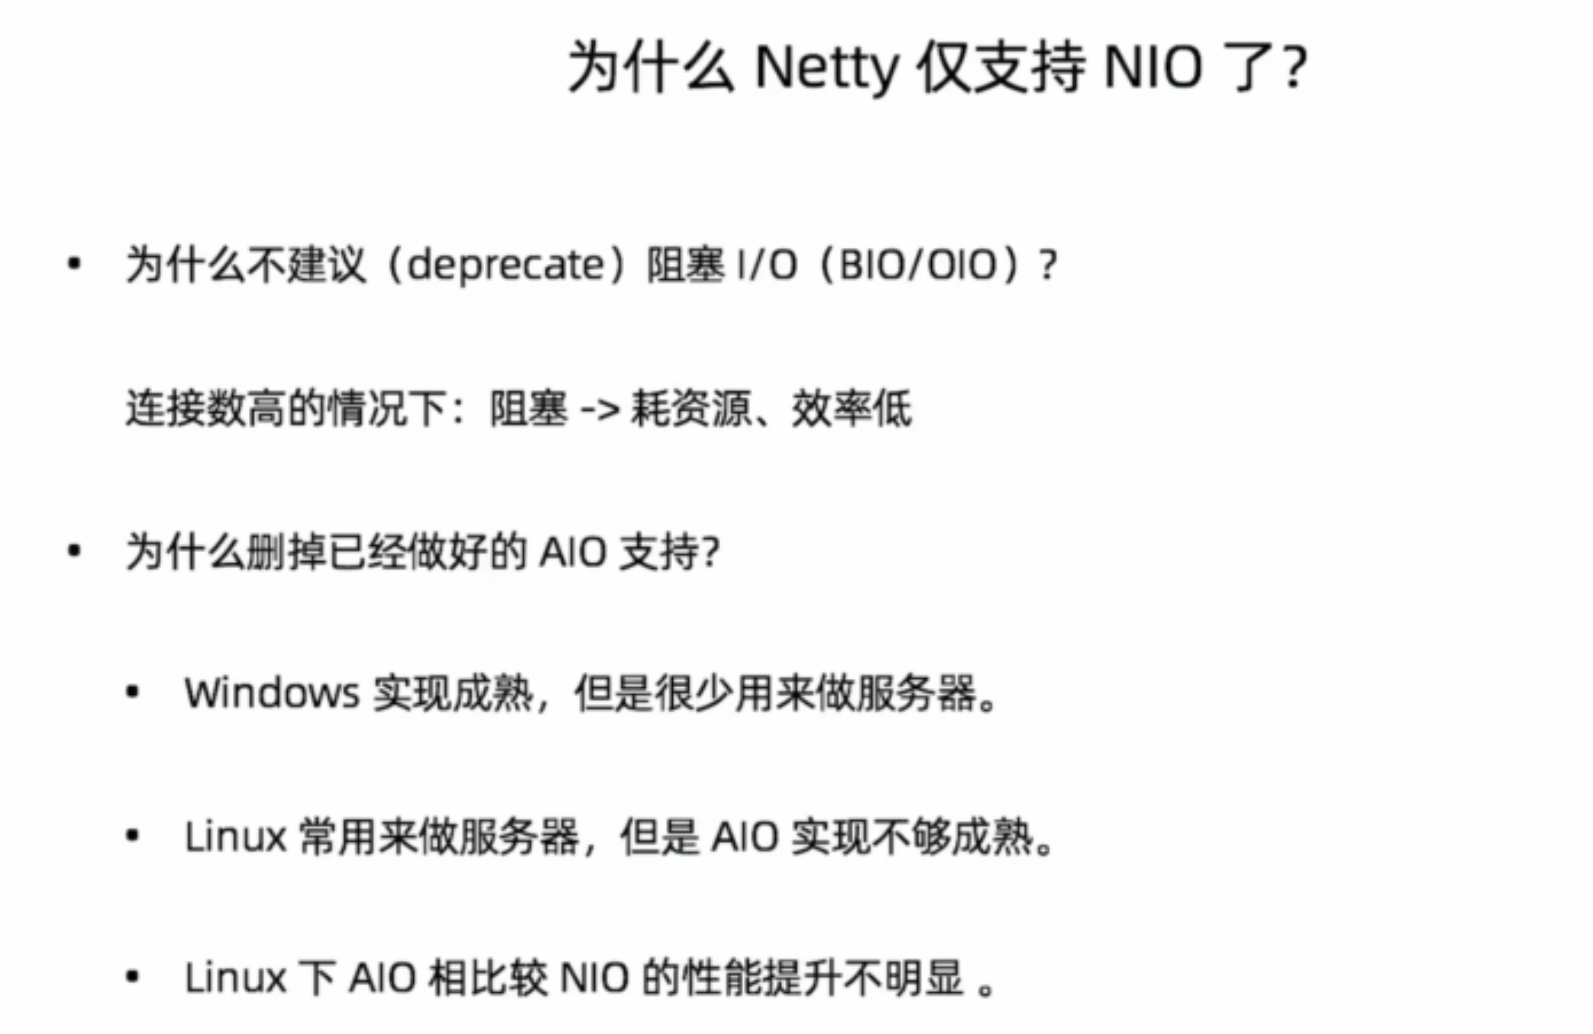 为什么 Netty 仅支持 NIO 了？
• 为什么不建议（deprecate）阻塞 I/O（BIO/OIO）?
连接数高的情况下：阻塞 -> 耗资源、效率低
• 为什么删掉已经做好的 AIO 支持？
• Windows 实现成熟，但是很少用来做服务器。
• Linux 常用来做服务器，但是 AIO 实现不够成熟。
• Linux 下 AIO 相比较 NIO 的性能提升不明显 。